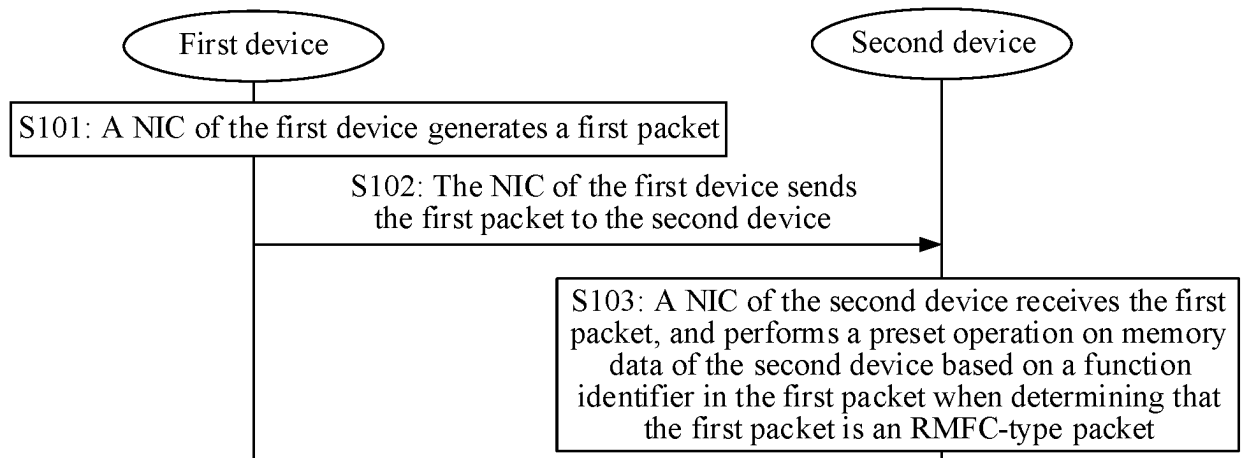 First device
Second device
S101: A NIC of the first device generates a first packet
S102: The NIC of the first device sends
the first packet to the second device
S103: A NIC of the second device receives the first
packet, and performs a preset operation on memory
data of the second device based on a function
identifier in the first packet when determining that
the first packet is an RMFC-type packet